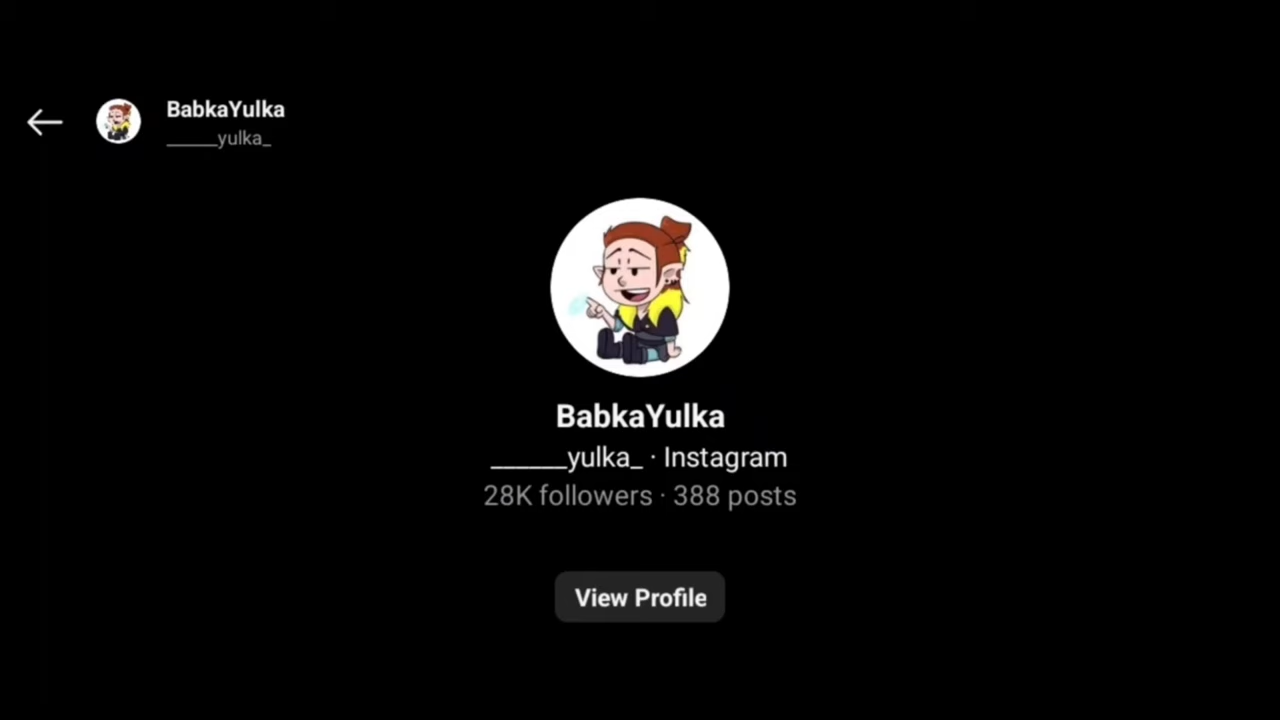 BabkaYulka
______yulka_
BabkaYulka
______yulka_ · Instagram
28K followers · 388 posts
View Profile